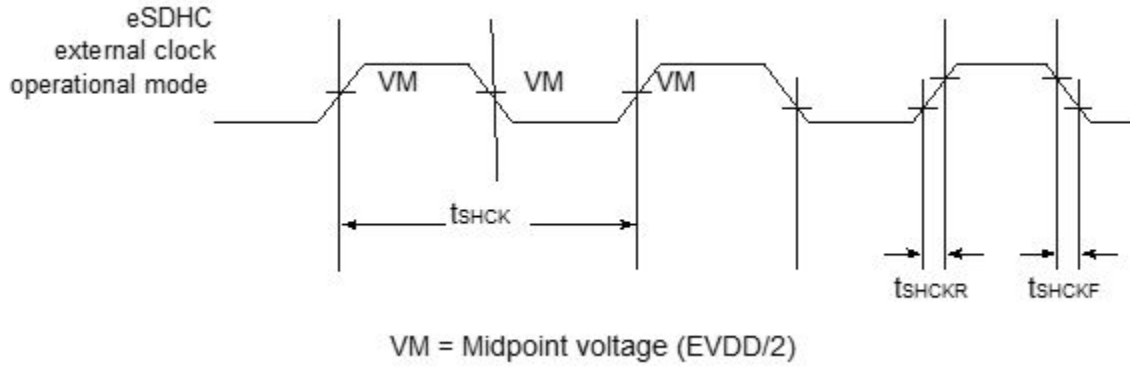 eSDHC
external clock
operational mode
VM VM VM
tSHCK
tSHCKR tSHCKF
VM = Midpoint voltage (EVDD/2)